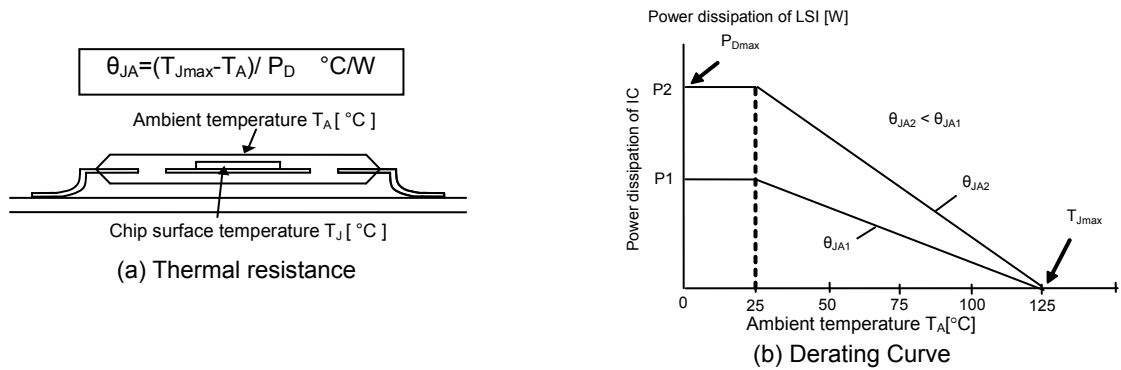 θJA=(TJmax-TA)/ PD °C/W
Ambient temperature TA[ °C ]
Chip surface temperature TJ [ °C ]
(a) Thermal resistance
Power dissipation of LSI [W]
PDmax
Power dissipation of IC
P2
θJA2 < θJA1
P1
θJA2
TJmax
θJA1
0 25 50 75 100 125
Ambient temperature TA[°C]
(b) Derating Curve